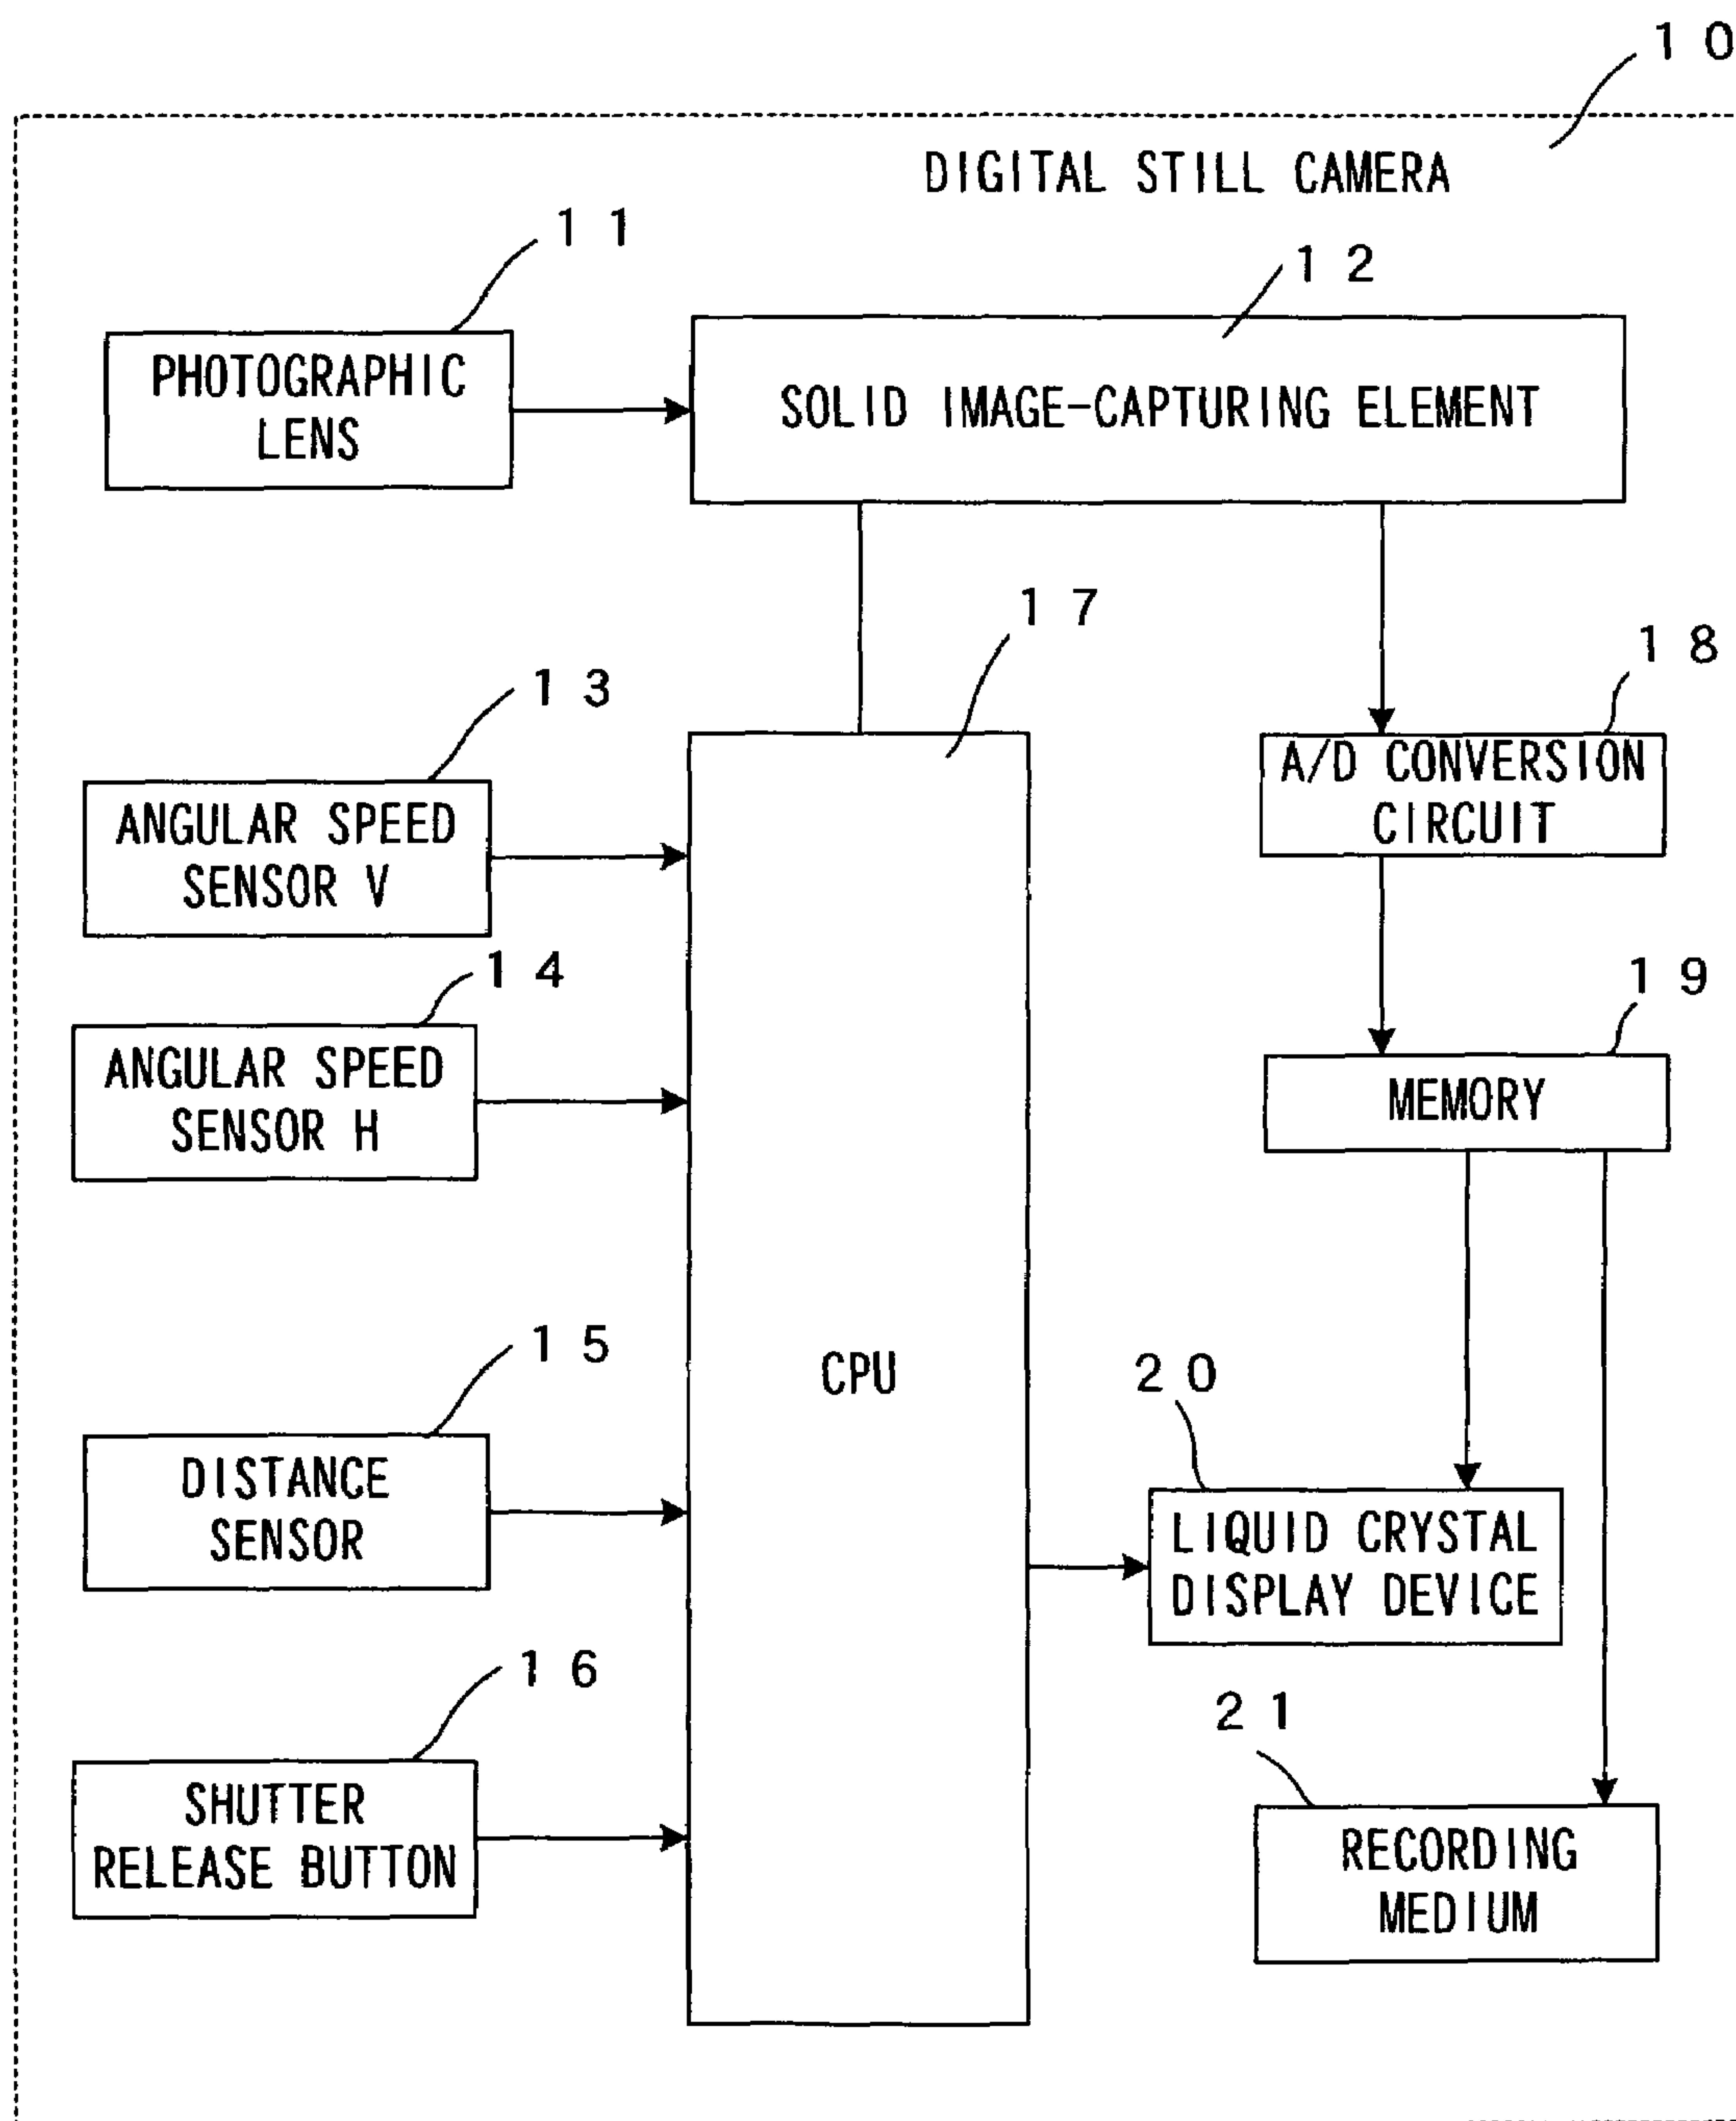 10
DIGITAL STILL CAMERA
11
12
PHOTOGRAPHIC
LENS
SOLID IMAGE-CAPTURING ELEMENT
13
17
18
ANGULAR SPEED
SENSOR V
A/D CONVERSION
CIRCUIT
14
19
ANGULAR SPEED
SENSOR H
MEMORY
15
CPU
20
DISTANCE
SENSOR
LIQUID CRYSTAL
DISPLAY DEVICE
16
21
SHUTTER
RELEASE BUTTON
RECORDING
MEDIUM